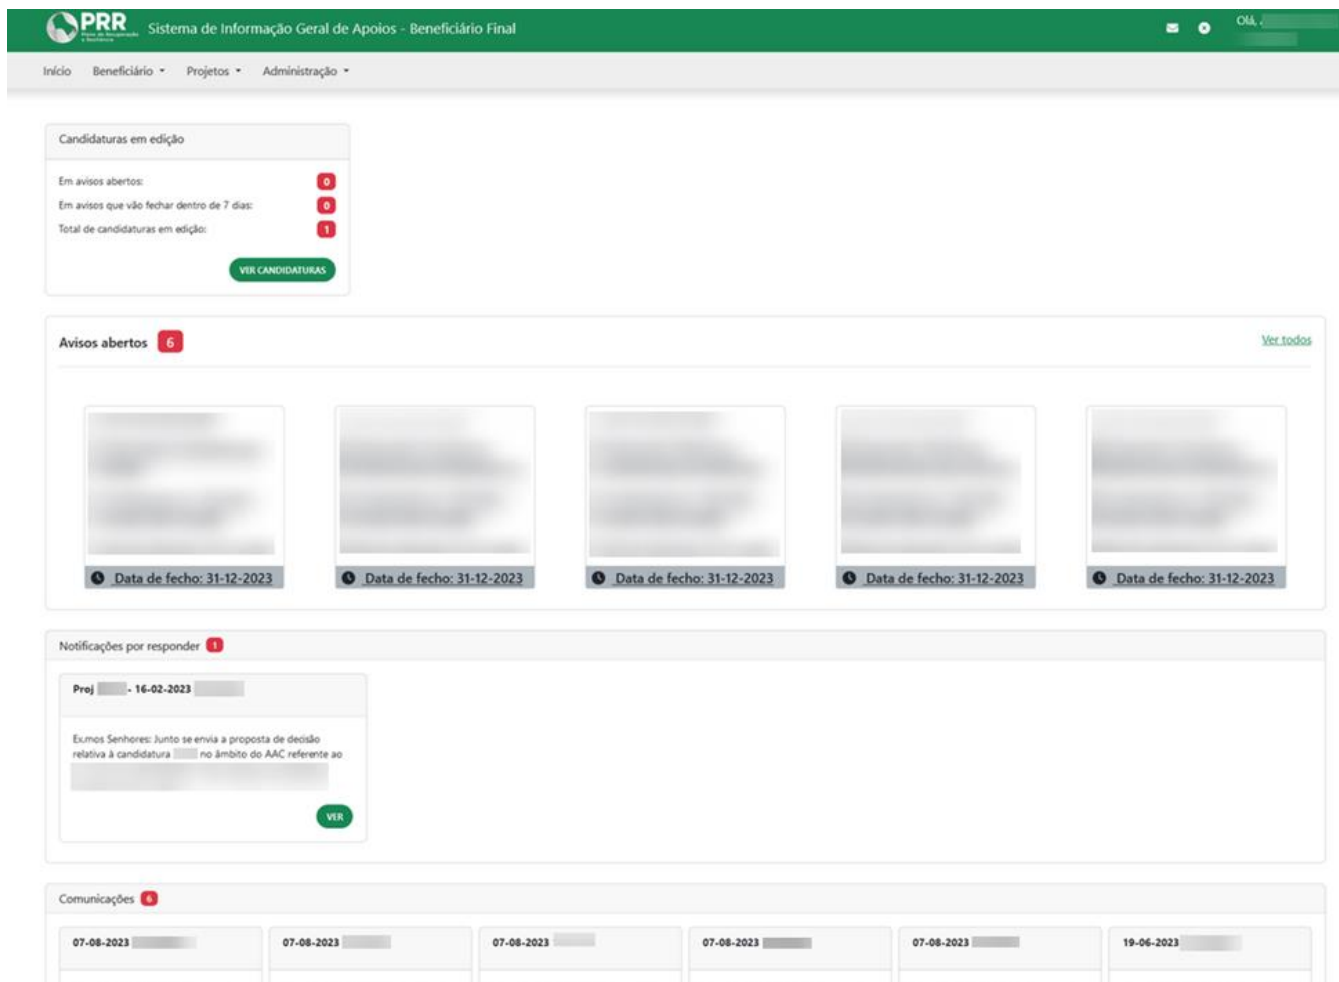 PRR Sistema de Informação Geral de Apoios - Beneficiário Final
Plano de Recuperação
e Resiliência
Olá,
Início Beneficiário Projetos Administração
Candidaturas em edição
Em avisos abertos: 0
Em avisos que vão fechar dentro de 7 dias: 0
Total de candidaturas em edição: 1
VER CANDIDATURAS
Avisos abertos 6 Ver todos
Data de fecho: 31-12-2023 Data de fecho: 31-12-2023 Data de fecho: 31-12-2023 Data de fecho: 31-12-2023 Data de fecho: 31-12-2023
Notificações por responder 1
Proj - 16-02-2023
Ex.mos Senhores: Junto se envia a proposta de decisão
relativa à candidatura no âmbito do AAC referente ao
VER
Comunicações 6
07-08-2023 07-08-2023 07-08-2023 07-08-2023 07-08-2023 19-06-2023